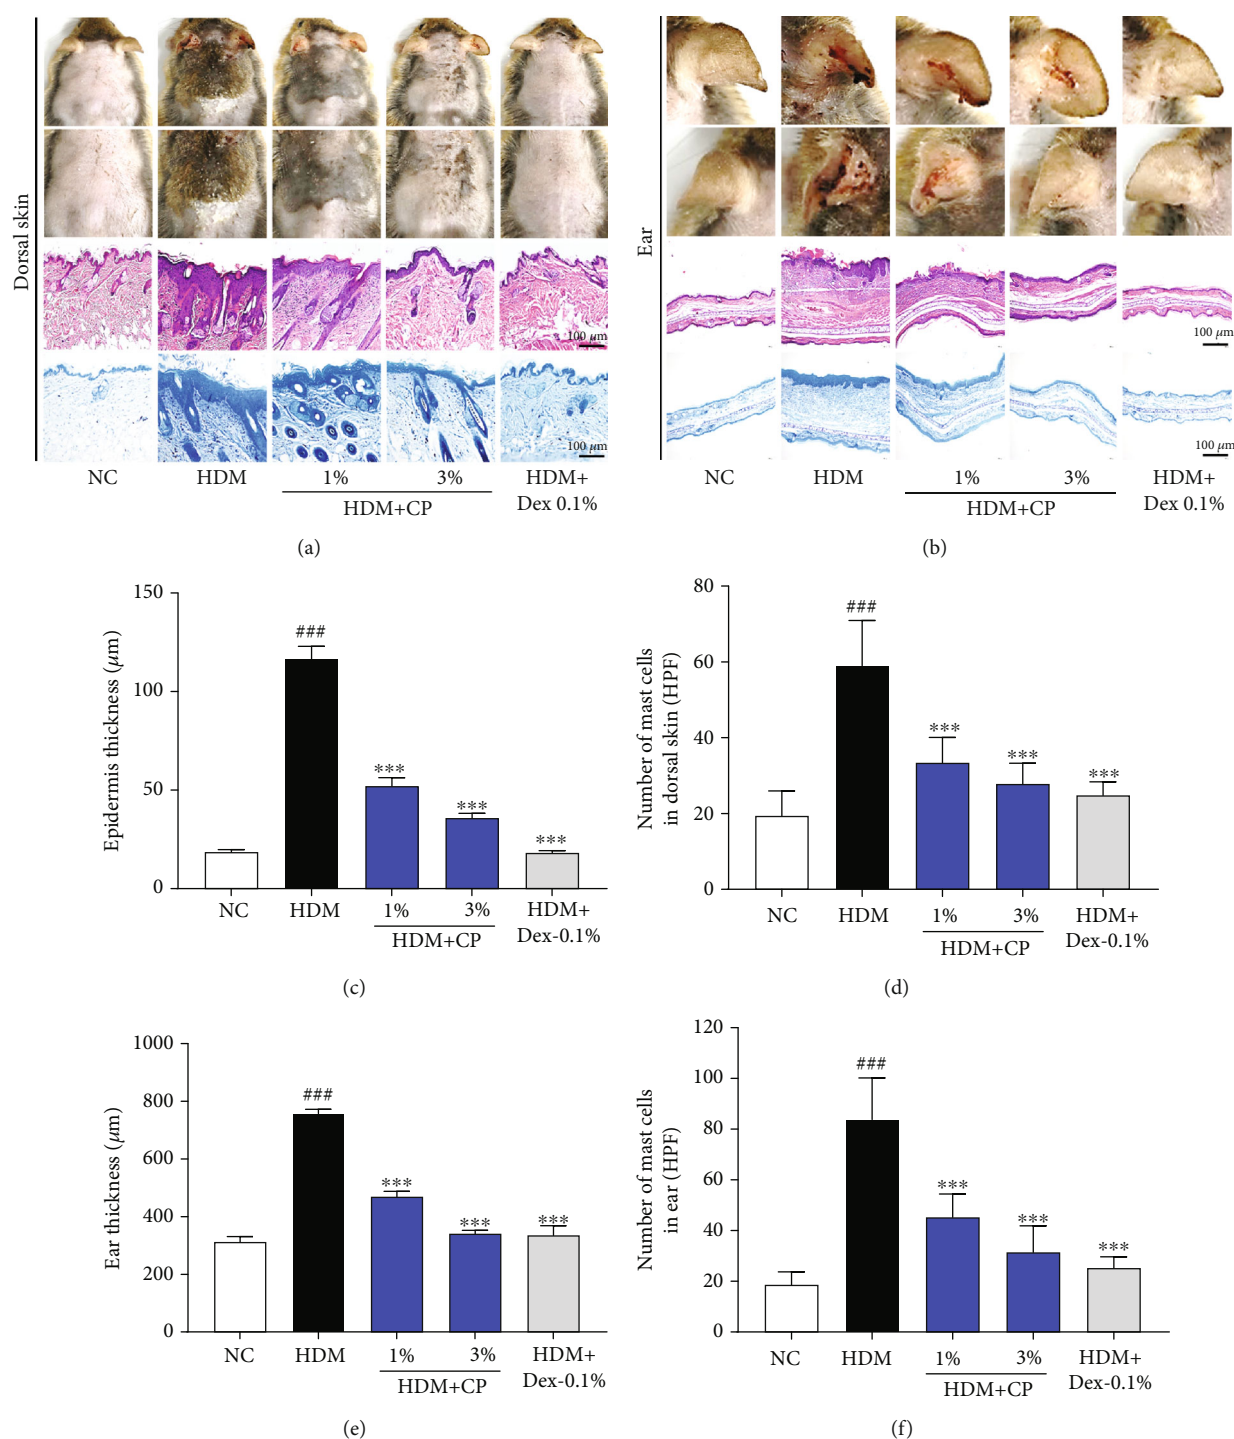 Dorsal skin
100 μm
100 μm
NC HDM 1% 3% HDM+
HDM+CP Dex 0.1%
(a)
Ear
100 μm
100 μm
NC HDM 1% 3% HDM+
HDM+CP Dex 0.1%
(b)
Epidermis thickness (μm)
150
100
50
0
###
***
***
***
NC HDM 1% 3% HDM+
HDM+CP Dex-0.1%
(c)
Number of mast cells
in dorsal skin (HPF)
80
60
40
20
0
###
***
***
***
NC HDM 1% 3% HDM+
HDM+CP Dex-0.1%
(d)
Ear thickness (μm)
1000
800
600
400
200
0
###
***
***
***
NC HDM 1% 3% HDM+
HDM+CP Dex-0.1%
(e)
Number of mast cells
in ear (HPF)
120
100
80
60
40
20
0
###
***
***
***
NC HDM 1% 3% HDM+
HDM+CP Dex-0.1%
(f)